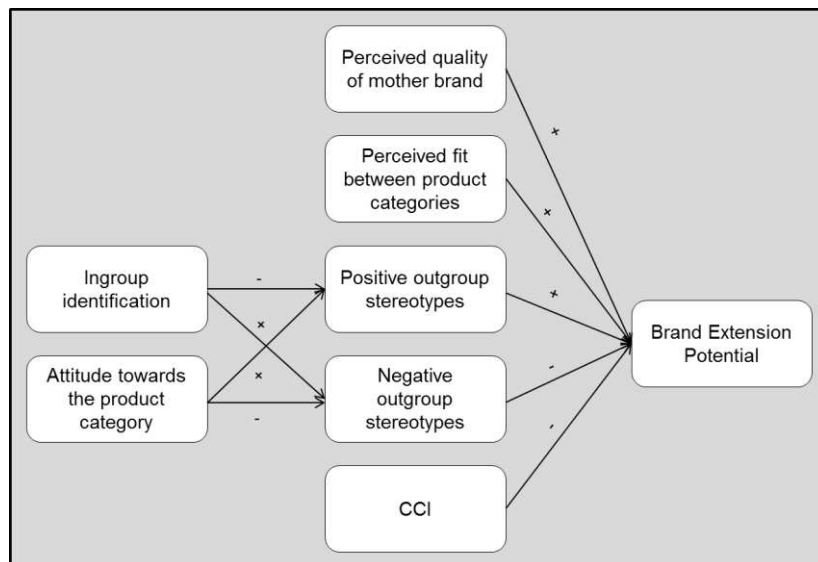 Perceived quality
of mother brand
+
Perceived fit
between product
categories
+
Ingroup
identification
-
Positive outgroup
stereotypes
+
+
Brand Extension
Potential
Attitude towards
the product
category
+
-
Negative
outgroup
stereotypes
-
-
CCI